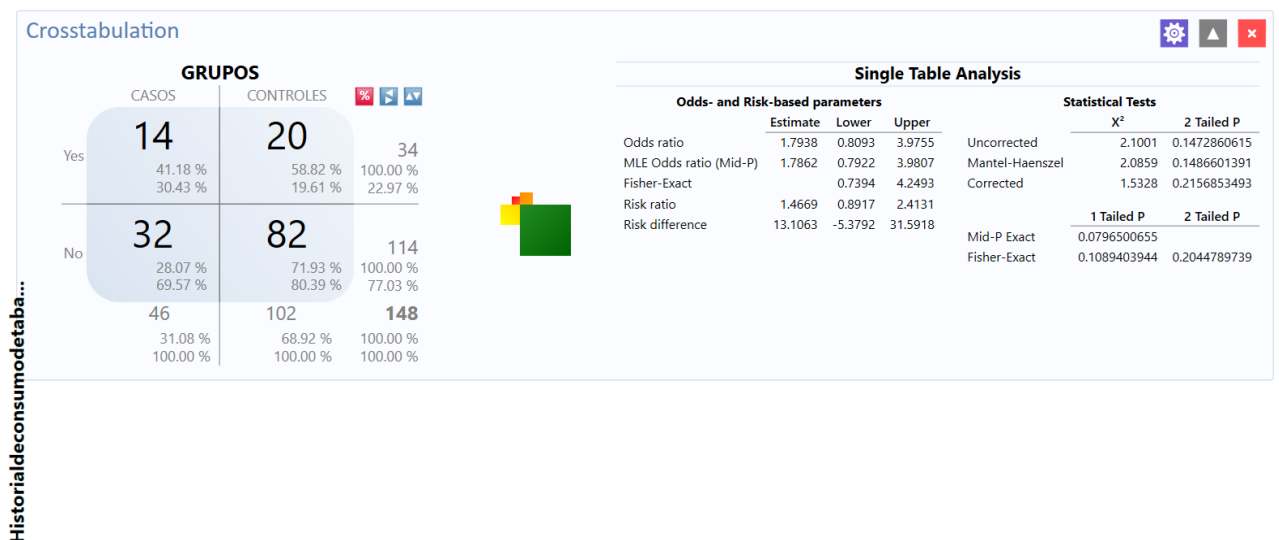 Crosstabulation
GRUPOS
CASOS CONTROLES %
Yes 14 20 34
41.18 % 58.82 % 100.00 %
30.43 % 19.61 % 22.97 %
No 32 82 114
28.07 % 71.93 % 100.00 %
69.57 % 80.39 % 77.03 %
46 102 148
31.08 % 68.92 % 100.00 %
100.00 % 100.00 % 100.00 %
Historialdeconsumodetaba...
Single Table Analysis
Odds- and Risk-based parameters
Estimate Lower Upper
Odds ratio 1.7938 0.8093 3.9755
MLE Odds ratio (Mid-P) 1.7862 0.7922 3.9807
Fisher-Exact 0.7394 4.2493
Risk ratio 1.4669 0.8917 2.4131
Risk difference 13.1063 -5.3792 31.5918
Statistical Tests
X² 2 Tailed P
Uncorrected 2.1001 0.1472860615
Mantel-Haenszel 2.0859 0.1486601391
Corrected 1.5328 0.2156853493
1 Tailed P 2 Tailed P
Mid-P Exact 0.0796500655
Fisher-Exact 0.1089403944 0.2044789739